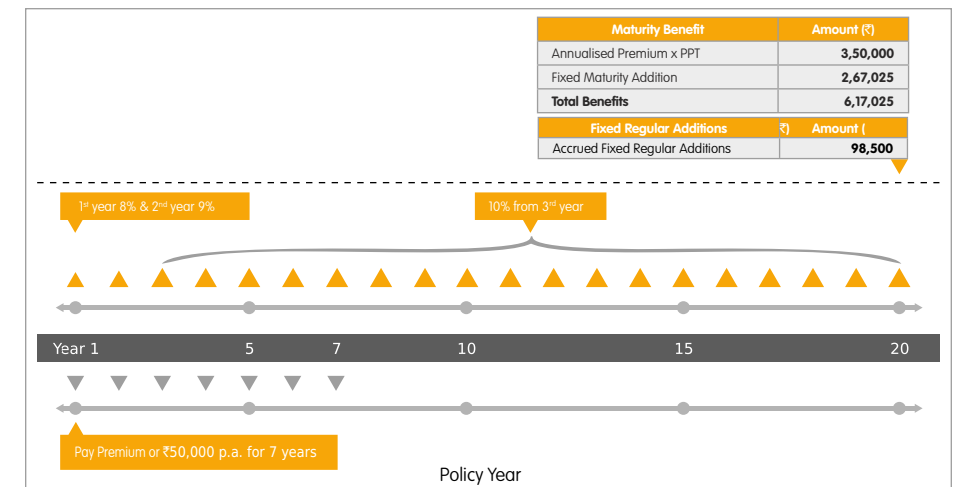 Maturity Benefit Amount (₹)
Annualised Premium x PPT 3,50,000
Fixed Maturity Addition 2,67,025
Total Benefits 6,17,025
Fixed Regular Additions ₹) Amount (
Accrued Fixed Regular Additions 98,500
1st year 8% & 2nd year 9%
10% from 3rd year
Year 1 5 7 10 15 20
Pay Premium or ₹50,000 p.a. for 7 years
Policy Year